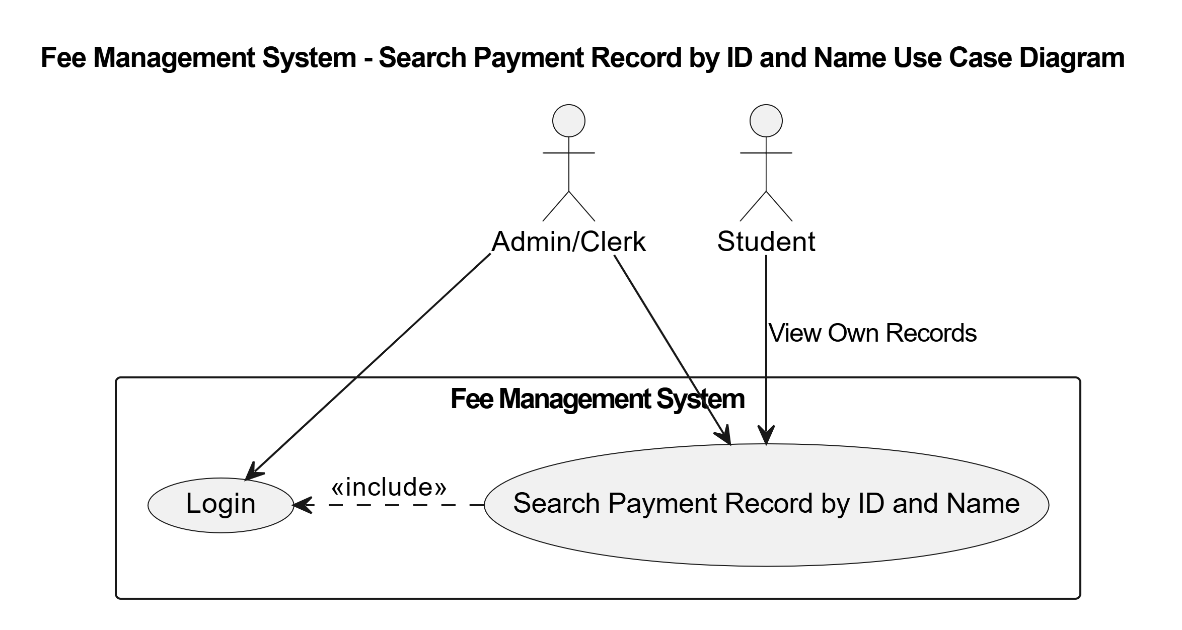 Fee Management System - Search Payment Record by ID and Name Use Case Diagram
Admin/Clerk
Student
View Own Records
Fee Management System
«include»
Login
Search Payment Record by ID and Name